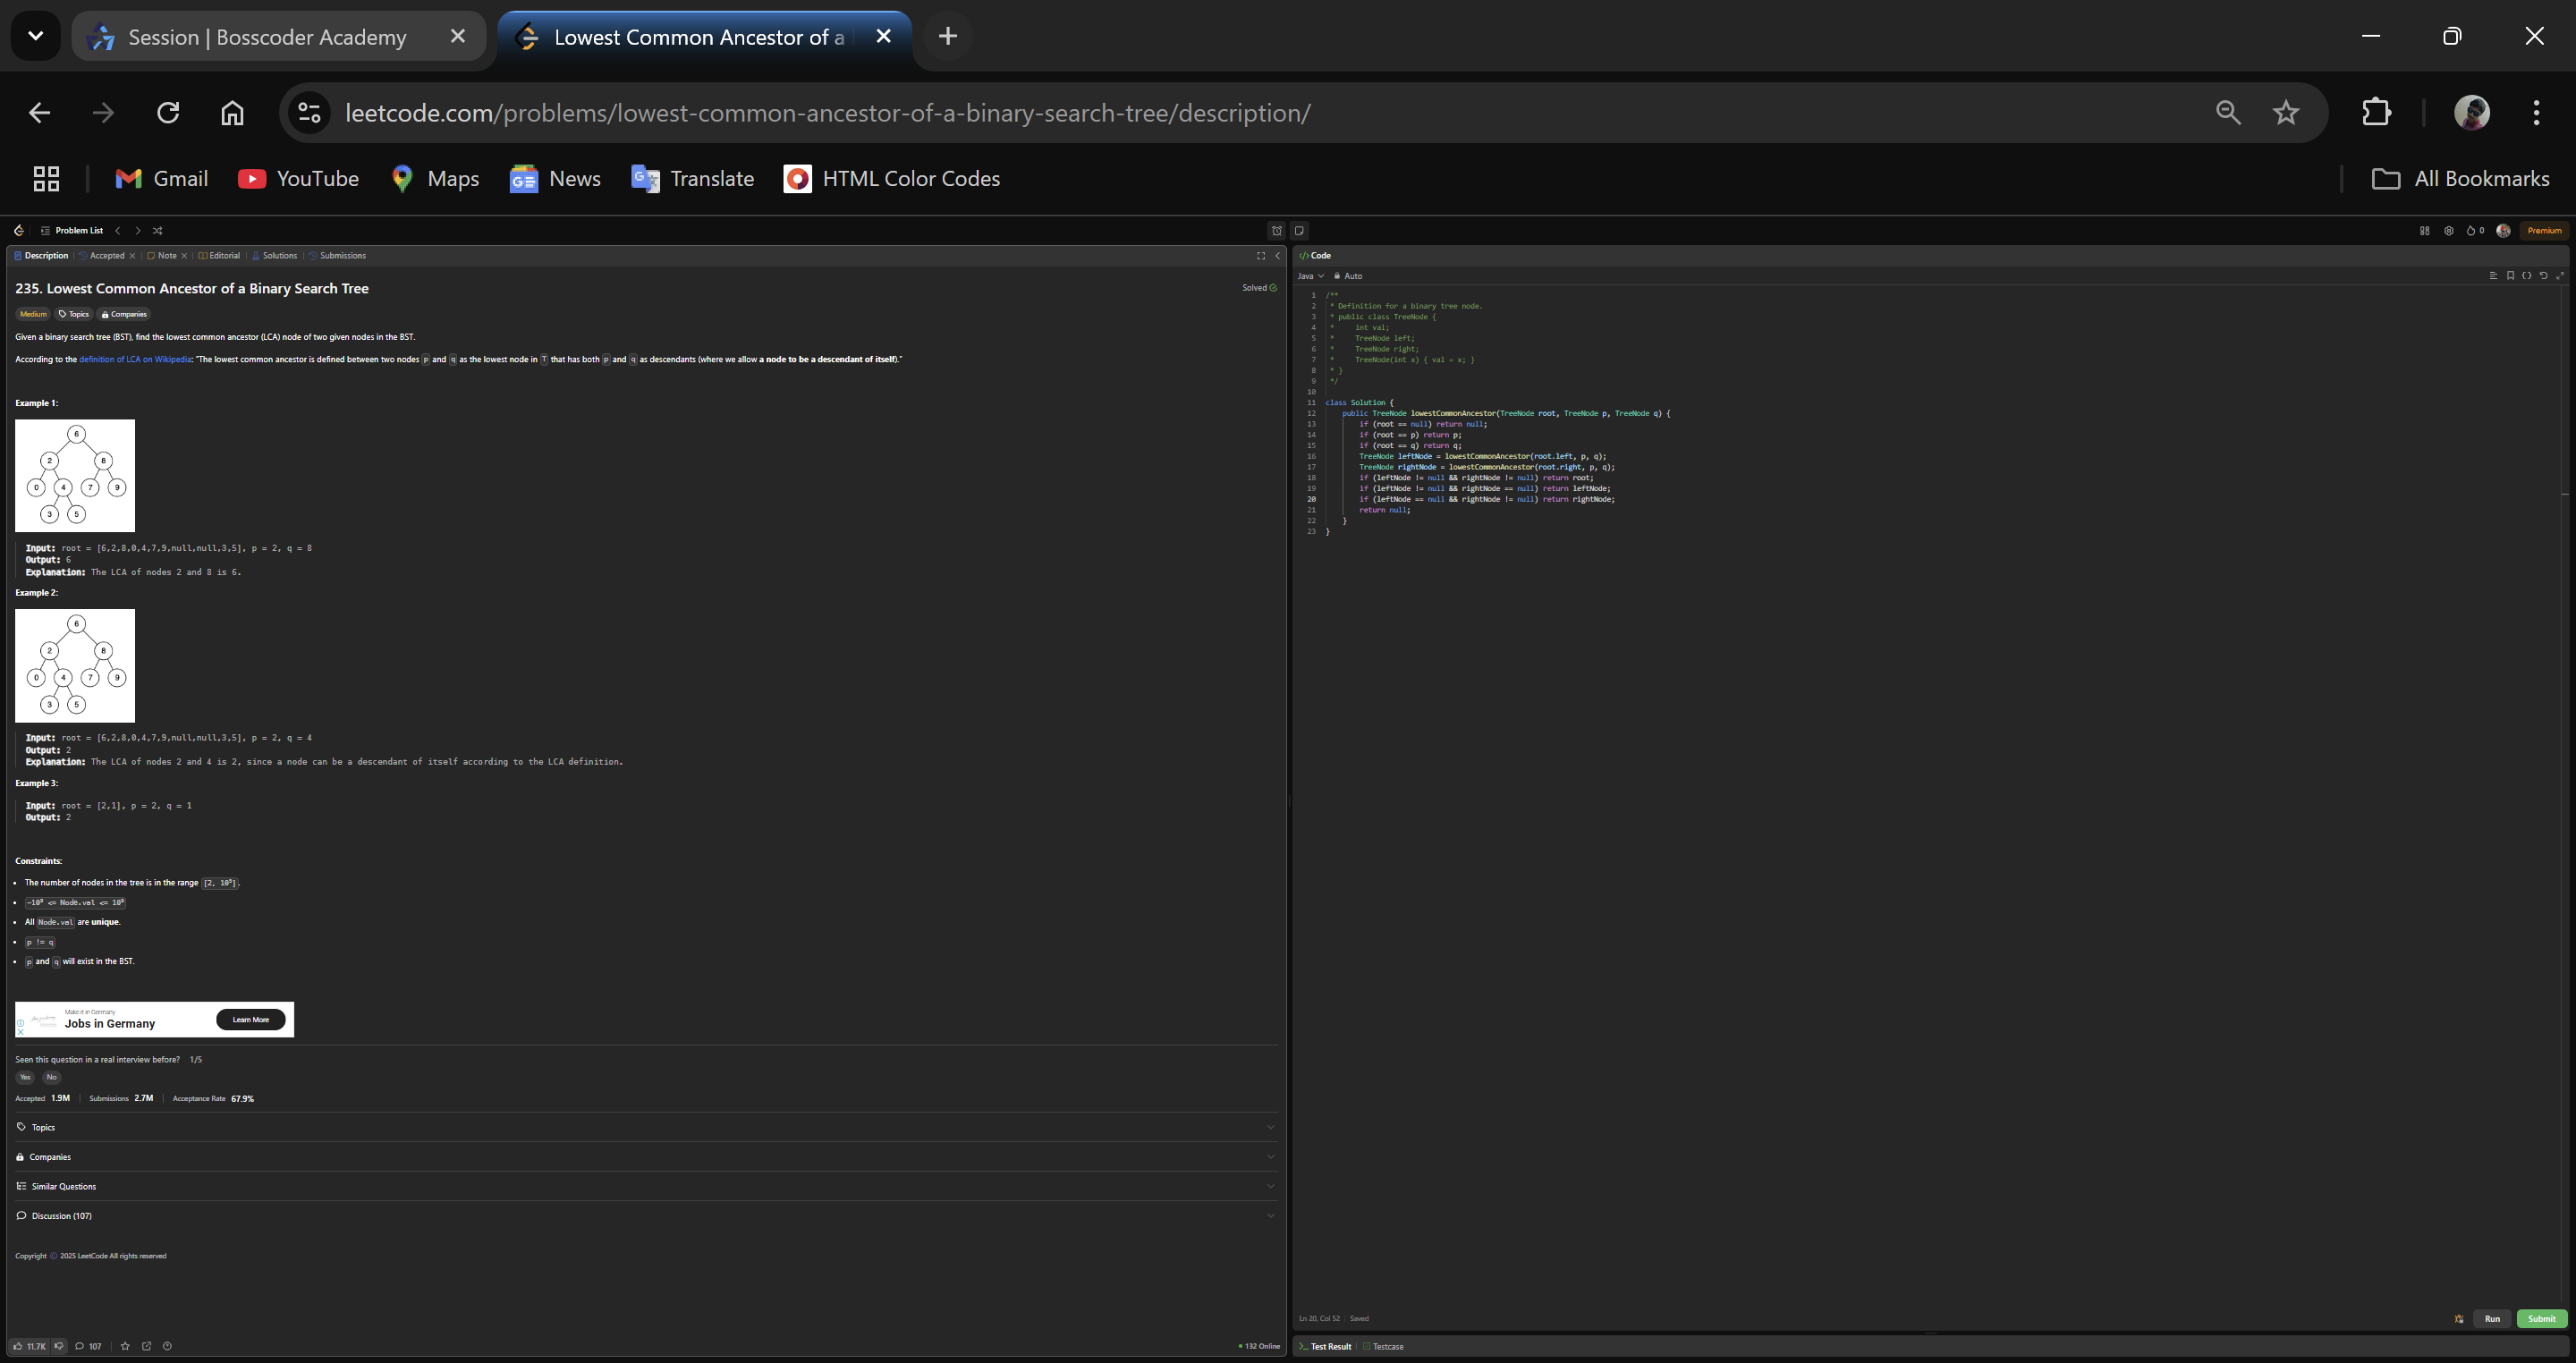 Session | Bosscoder Academy
Lowest Common Ancestor of a
leetcode.com/problems/lowest-common-ancestor-of-a-binary-search-tree/description/
Gmail
YouTube
Maps
News
Translate
HTML Color Codes
All Bookmarks
Problem List
0
Premium
Description
Accepted
Note
Editorial
Solutions
Submissions
235. Lowest Common Ancestor of a Binary Search Tree
Solved
Medium
Topics
Companies
Given a binary search tree (BST), find the lowest common ancestor (LCA) node of two given nodes in the BST.
According to the definition of LCA on Wikipedia: "The lowest common ancestor is defined between two nodes p and q as the lowest node in T that has both p and q as descendants (where we allow a node to be a descendant of itself)."
Example 1:
6
2 8
0 4 7 9
3 5
Input: root = [6,2,8,0,4,7,9,null,null,3,5], p = 2, q = 8
Output: 6
Explanation: The LCA of nodes 2 and 8 is 6.
Example 2:
6
2 8
0 4 7 9
3 5
Input: root = [6,2,8,0,4,7,9,null,null,3,5], p = 2, q = 4
Output: 2
Explanation: The LCA of nodes 2 and 4 is 2, since a node can be a descendant of itself according to the LCA definition.
Example 3:
Input: root = [2,1], p = 2, q = 1
Output: 2
Constraints:
• The number of nodes in the tree is in the range [2, 10⁵].
• -10⁹ <= Node.val <= 10⁹
• All Node.val are unique.
• p != q
• p and q will exist in the BST.
Make it in Germany
Jobs in Germany
Learn More
Seen this question in a real interview before? 1/5
Yes
No
Accepted 1.9M
Submissions 2.7M
Acceptance Rate 67.9%
Topics
Companies
Similar Questions
Discussion (107)
Copyright © 2025 LeetCode All rights reserved
11.7K
107
132 Online
</> Code
Java
Auto
1 /**
2 * Definition for a binary tree node.
3 * public class TreeNode {
4 *     int val;
5 *     TreeNode left;
6 *     TreeNode right;
7 *     TreeNode(int x) { val = x; }
8 * }
9 */
10
11 class Solution {
12     public TreeNode lowestCommonAncestor(TreeNode root, TreeNode p, TreeNode q) {
13         if (root == null) return null;
14         if (root == p) return p;
15         if (root == q) return q;
16         TreeNode leftNode = lowestCommonAncestor(root.left, p, q);
17         TreeNode rightNode = lowestCommonAncestor(root.right, p, q);
18         if (leftNode != null && rightNode != null) return root;
19         if (leftNode != null && rightNode == null) return leftNode;
20         if (leftNode == null && rightNode != null) return rightNode;
21         return null;
22     }
23 }
Ln 20, Col 52
Saved
Run
Submit
Test Result
Testcase